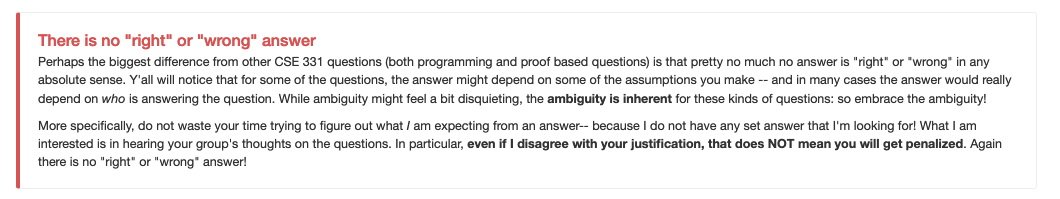 There is no "right" or "wrong" answer
Perhaps the biggest difference from other CSE 331 questions (both programming and proof based questions) is that pretty no much no answer is "right" or "wrong" in any
absolute sense. Y'all will notice that for some of the questions, the answer might depend on some of the assumptions you make -- and in many cases the answer would really
depend on who is answering the question. While ambiguity might feel a bit disquieting, the ambiguity is inherent for these kinds of questions: so embrace the ambiguity!
More specifically, do not waste your time trying to figure out what I am expecting from an answer-- because I do not have any set answer that I'm looking for! What I am
interested is in hearing your group's thoughts on the questions. In particular, even if I disagree with your justification, that does NOT mean you will get penalized. Again
there is no "right" or "wrong" answer!